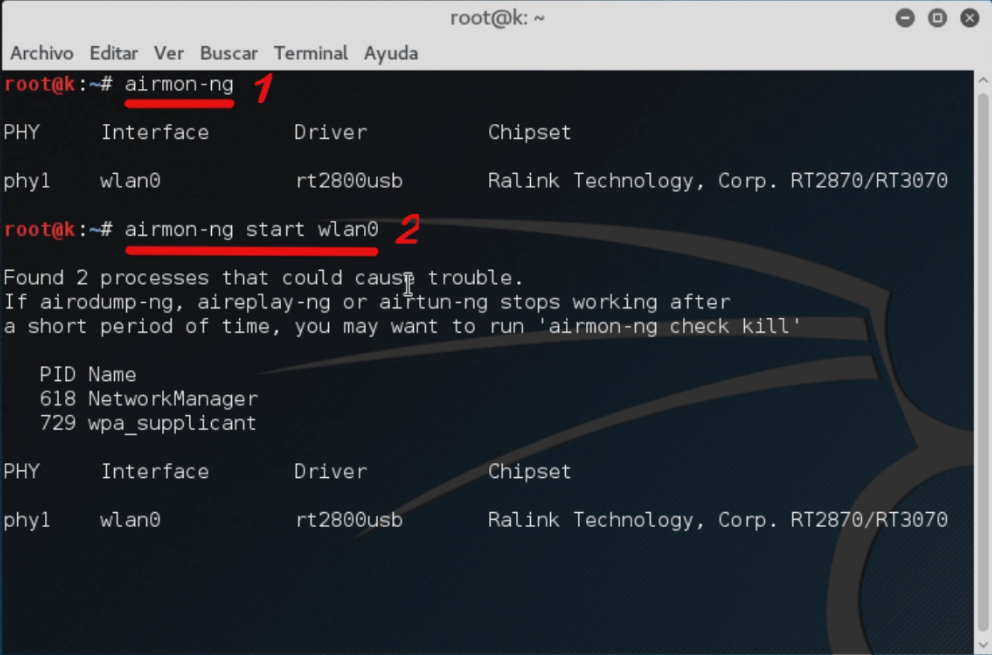 root@k: ~
Archivo Editar Ver Buscar Terminal Ayuda
root@k:~# airmon-ng 1
PHY Interface Driver Chipset
phy1 wlan0 rt2800usb Ralink Technology, Corp. RT2870/RT3070
root@k:~# airmon-ng start wlan0 2
Found 2 processes that could cause trouble.
If airodump-ng, aireplay-ng or airtun-ng stops working after
a short period of time, you may want to run 'airmon-ng check kill'
PID Name
618 NetworkManager
729 wpa_supplicant
PHY Interface Driver Chipset
phy1 wlan0 rt2800usb Ralink Technology, Corp. RT2870/RT3070